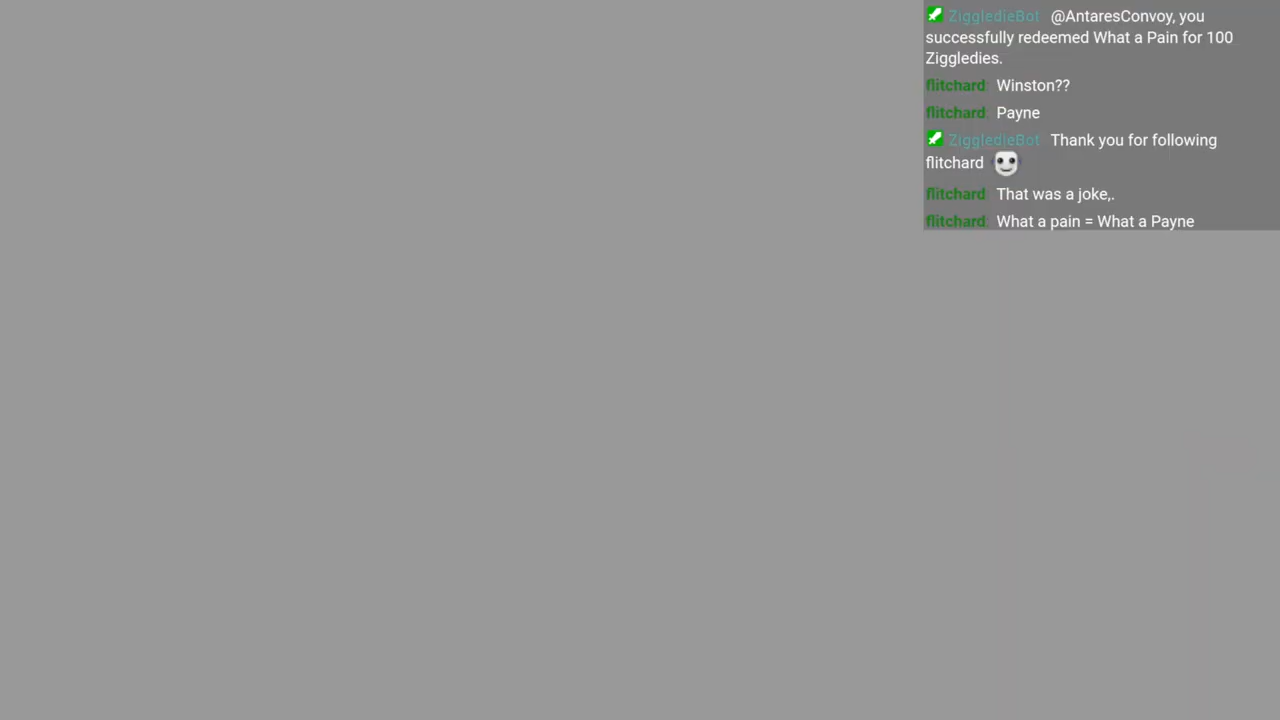 ZiggledieBot @AntaresConvoy, you
successfully redeemed What a Pain for 100
Ziggledies.
flitchard: Winston??
flitchard: Payne
ZiggledieBot Thank you for following
flitchard
flitchard: That was a joke,.
flitchard: What a pain = What a Payne